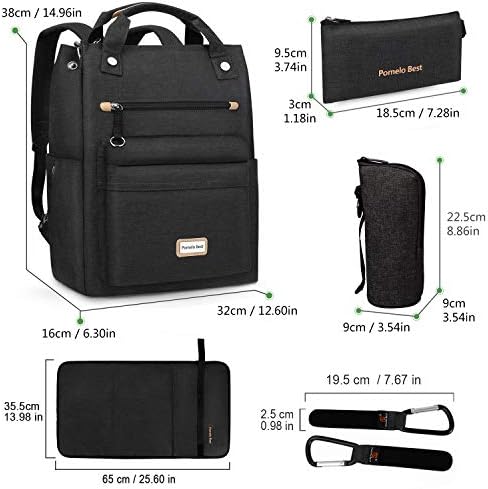 38cm / 14.96in
9.5cm
3.74in
Pomelo Best
3cm
1.18in
18.5cm / 7.28in
Pomelo Best
22.5cm
8.86in
32cm / 12.60in
16cm / 6.30in
9cm / 3.54in
9cm
3.54in
35.5cm
13.98 in
65 cm / 25.60 in
19.5 cm / 7.67 in
2.5 cm
0.98 in